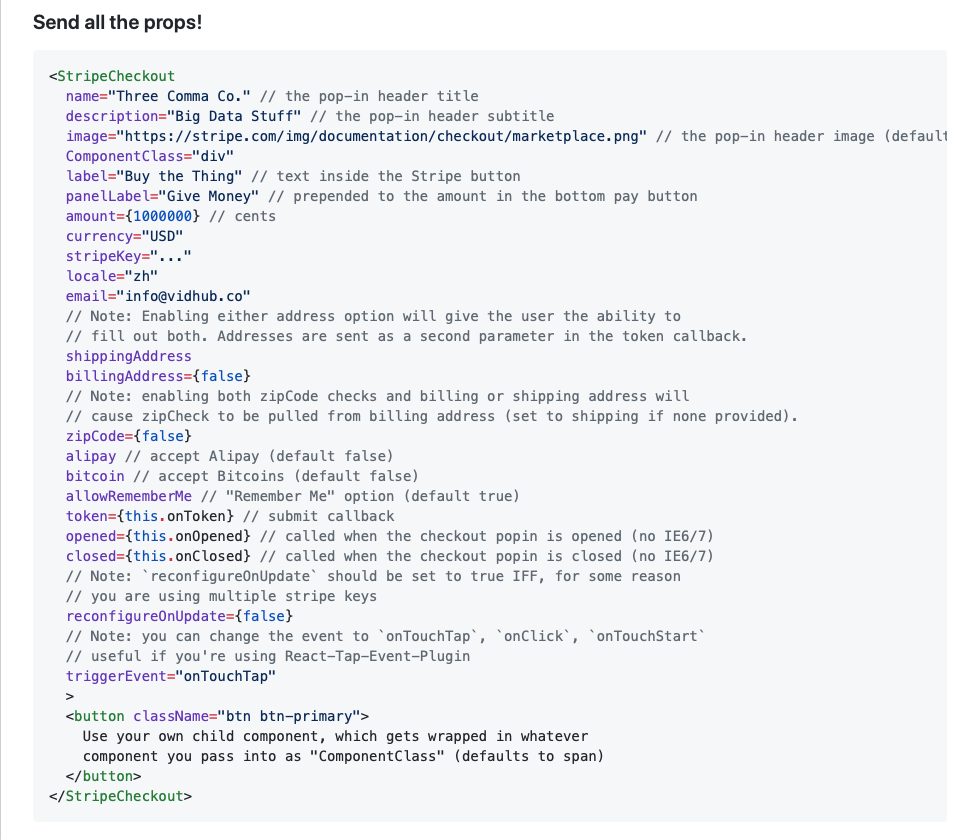 Send all the props!
<StripeCheckout
  name="Three Comma Co." // the pop-in header title
  description="Big Data Stuff" // the pop-in header subtitle
  image="https://stripe.com/img/documentation/checkout/marketplace.png" // the pop-in header image (default
  ComponentClass="div"
  label="Buy the Thing" // text inside the Stripe button
  panelLabel="Give Money" // prepended to the amount in the bottom pay button
  amount={1000000} // cents
  currency="USD"
  stripeKey="..."
  locale="zh"
  email="info@vidhub.co"
  // Note: Enabling either address option will give the user the ability to
  // fill out both. Addresses are sent as a second parameter in the token callback.
  shippingAddress
  billingAddress={false}
  // Note: enabling both zipCode checks and billing or shipping address will
  // cause zipCheck to be pulled from billing address (set to shipping if none provided).
  zipCode={false}
  alipay // accept Alipay (default false)
  bitcoin // accept Bitcoins (default false)
  allowRememberMe // "Remember Me" option (default true)
  token={this.onToken} // submit callback
  opened={this.onOpened} // called when the checkout popin is opened (no IE6/7)
  closed={this.onClosed} // called when the checkout popin is closed (no IE6/7)
  // Note: `reconfigureOnUpdate` should be set to true IFF, for some reason
  // you are using multiple stripe keys
  reconfigureOnUpdate={false}
  // Note: you can change the event to `onTouchTap`, `onClick`, `onTouchStart`
  // useful if you're using React-Tap-Event-Plugin
  triggerEvent="onTouchTap"
  >
  <button className="btn btn-primary">
    Use your own child component, which gets wrapped in whatever
    component you pass into as "ComponentClass" (defaults to span)
  </button>
</StripeCheckout>